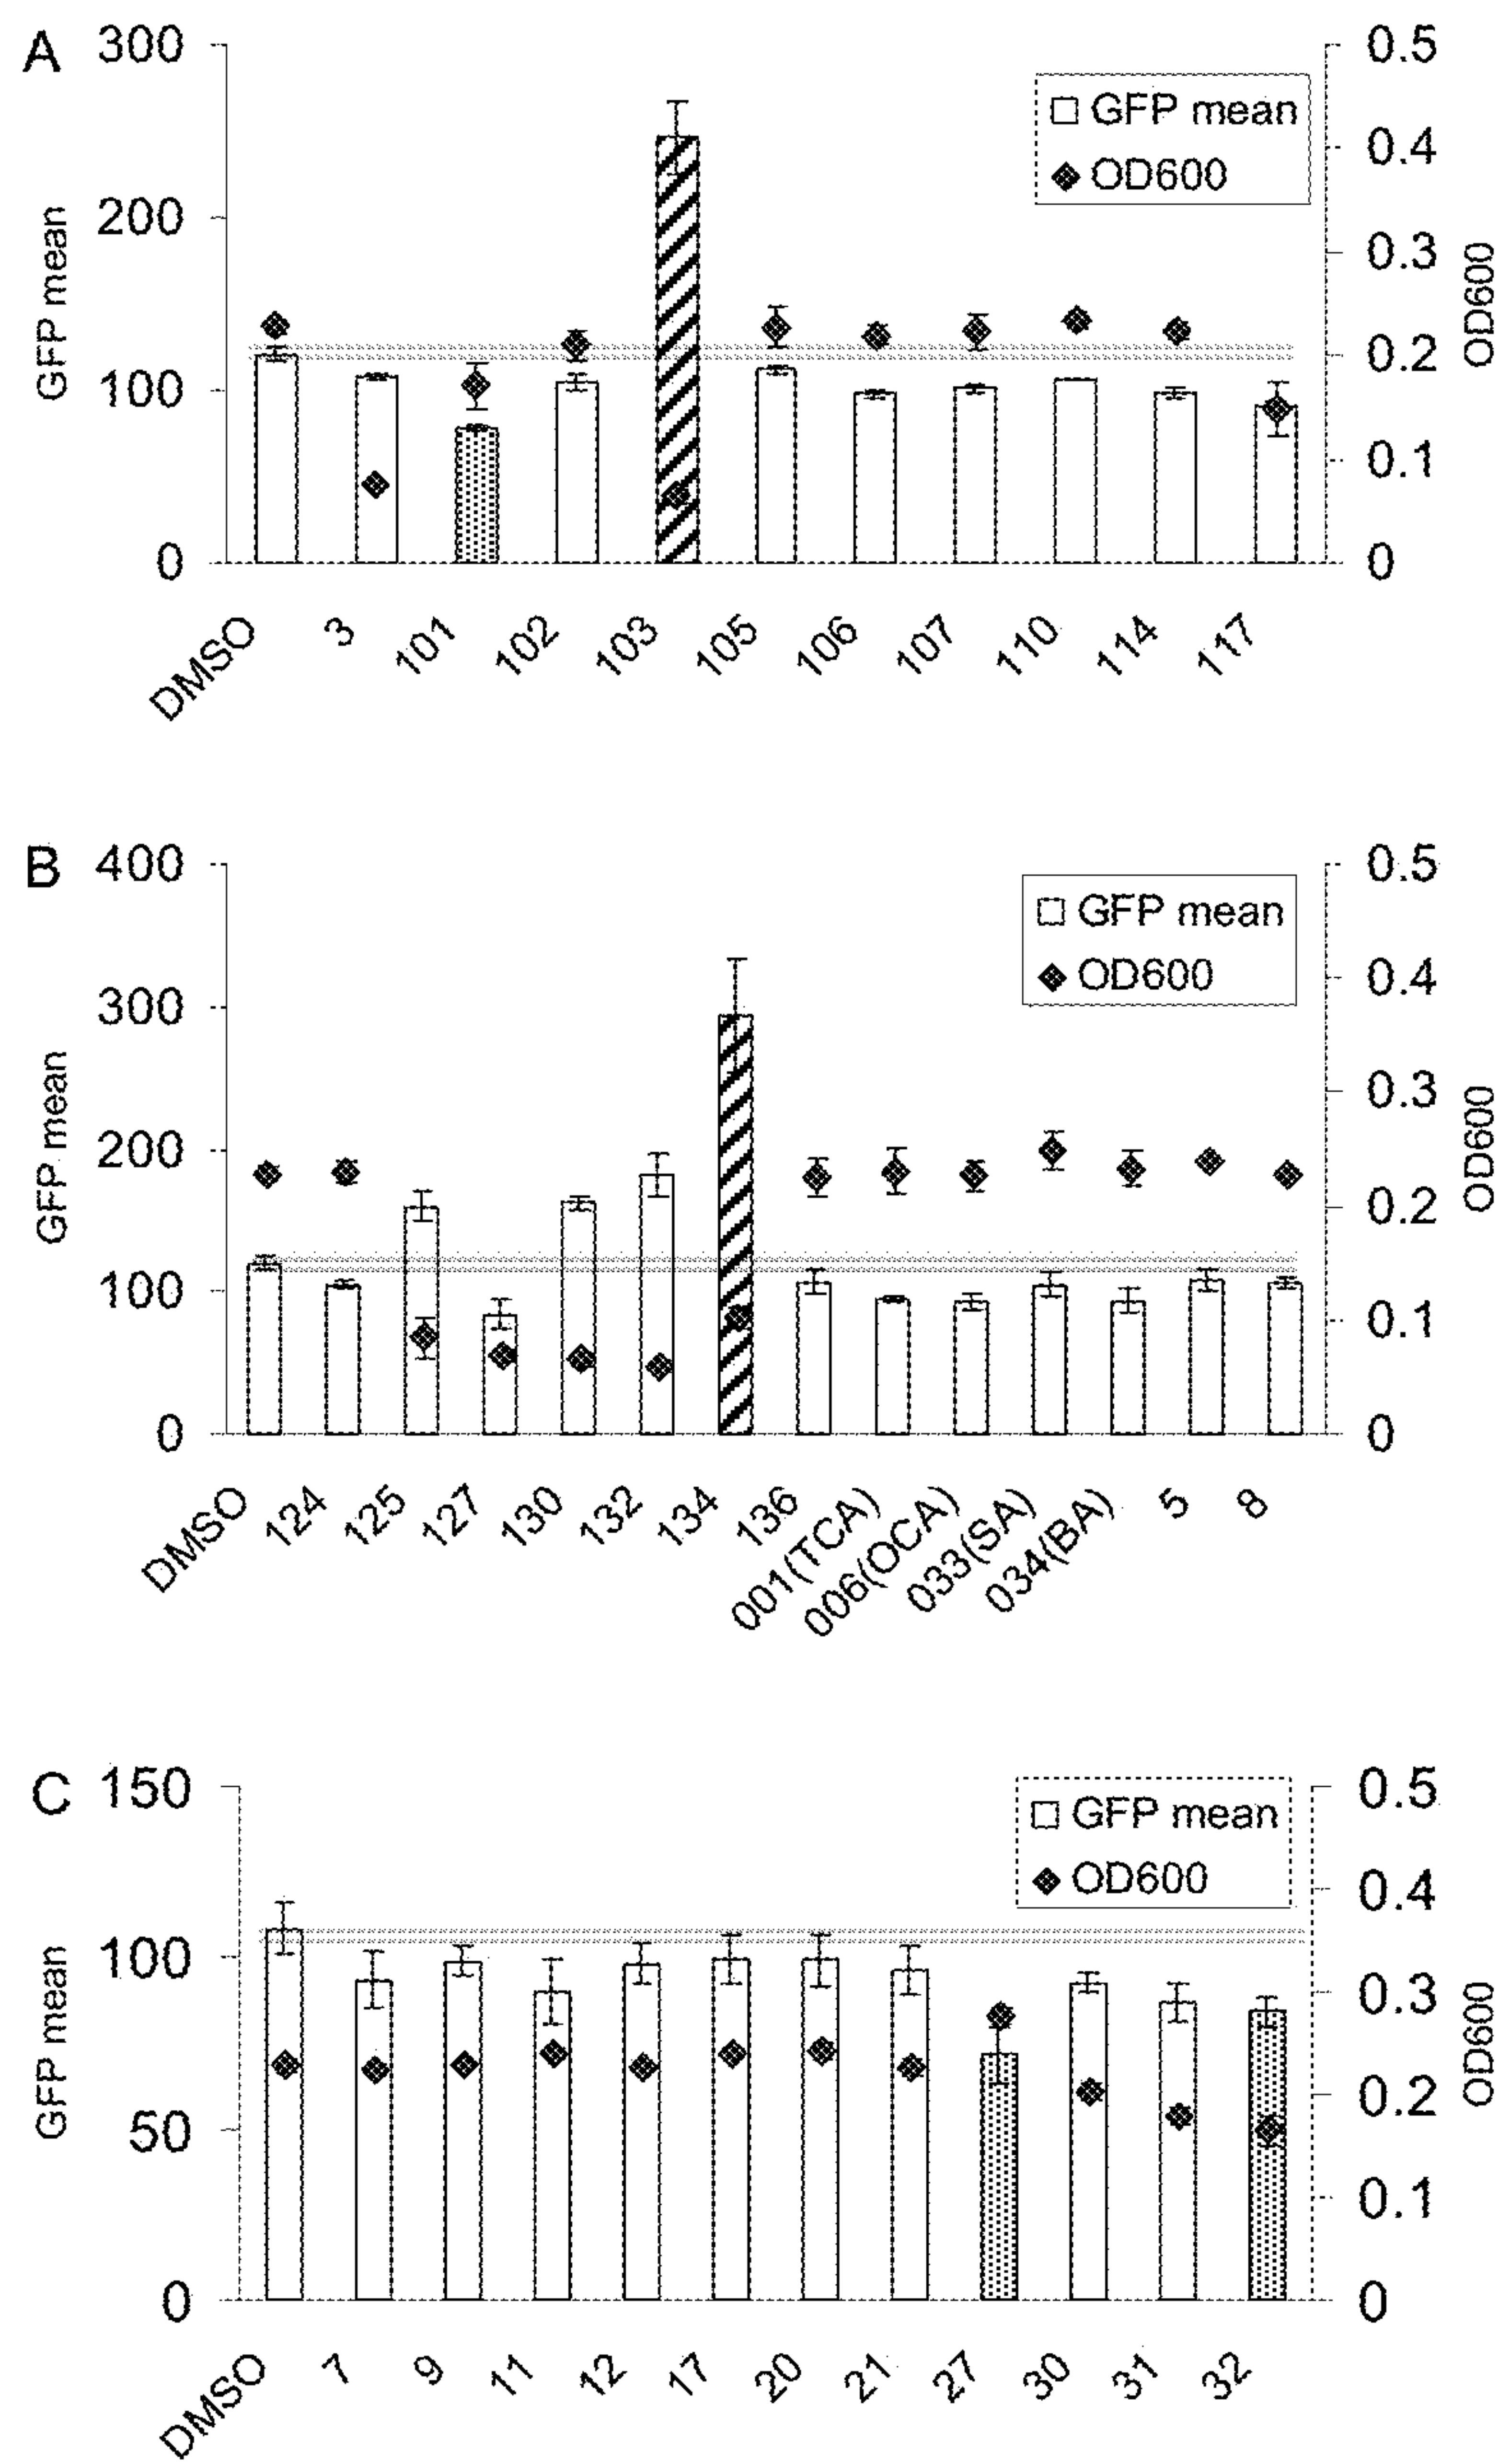 A
300
200
100
0
GFP mean
0.5
0.4
0.3
0.2
0.1
0
OD600
GFP mean
OD600
DMSO
3
101
102
103
105
106
107
110
114
117
B
400
300
200
100
0
GFP mean
0.5
0.4
0.3
0.2
0.1
0
OD600
GFP mean
OD600
DMSO
124
125
127
130
132
134
136
001(TCA)
006(OCA)
033(SA)
034(BA)
5
8
C
150
100
50
0
GFP mean
0.5
0.4
0.3
0.2
0.1
0
OD600
GFP mean
OD600
DMSO
7
9
11
12
17
20
21
27
30
31
32